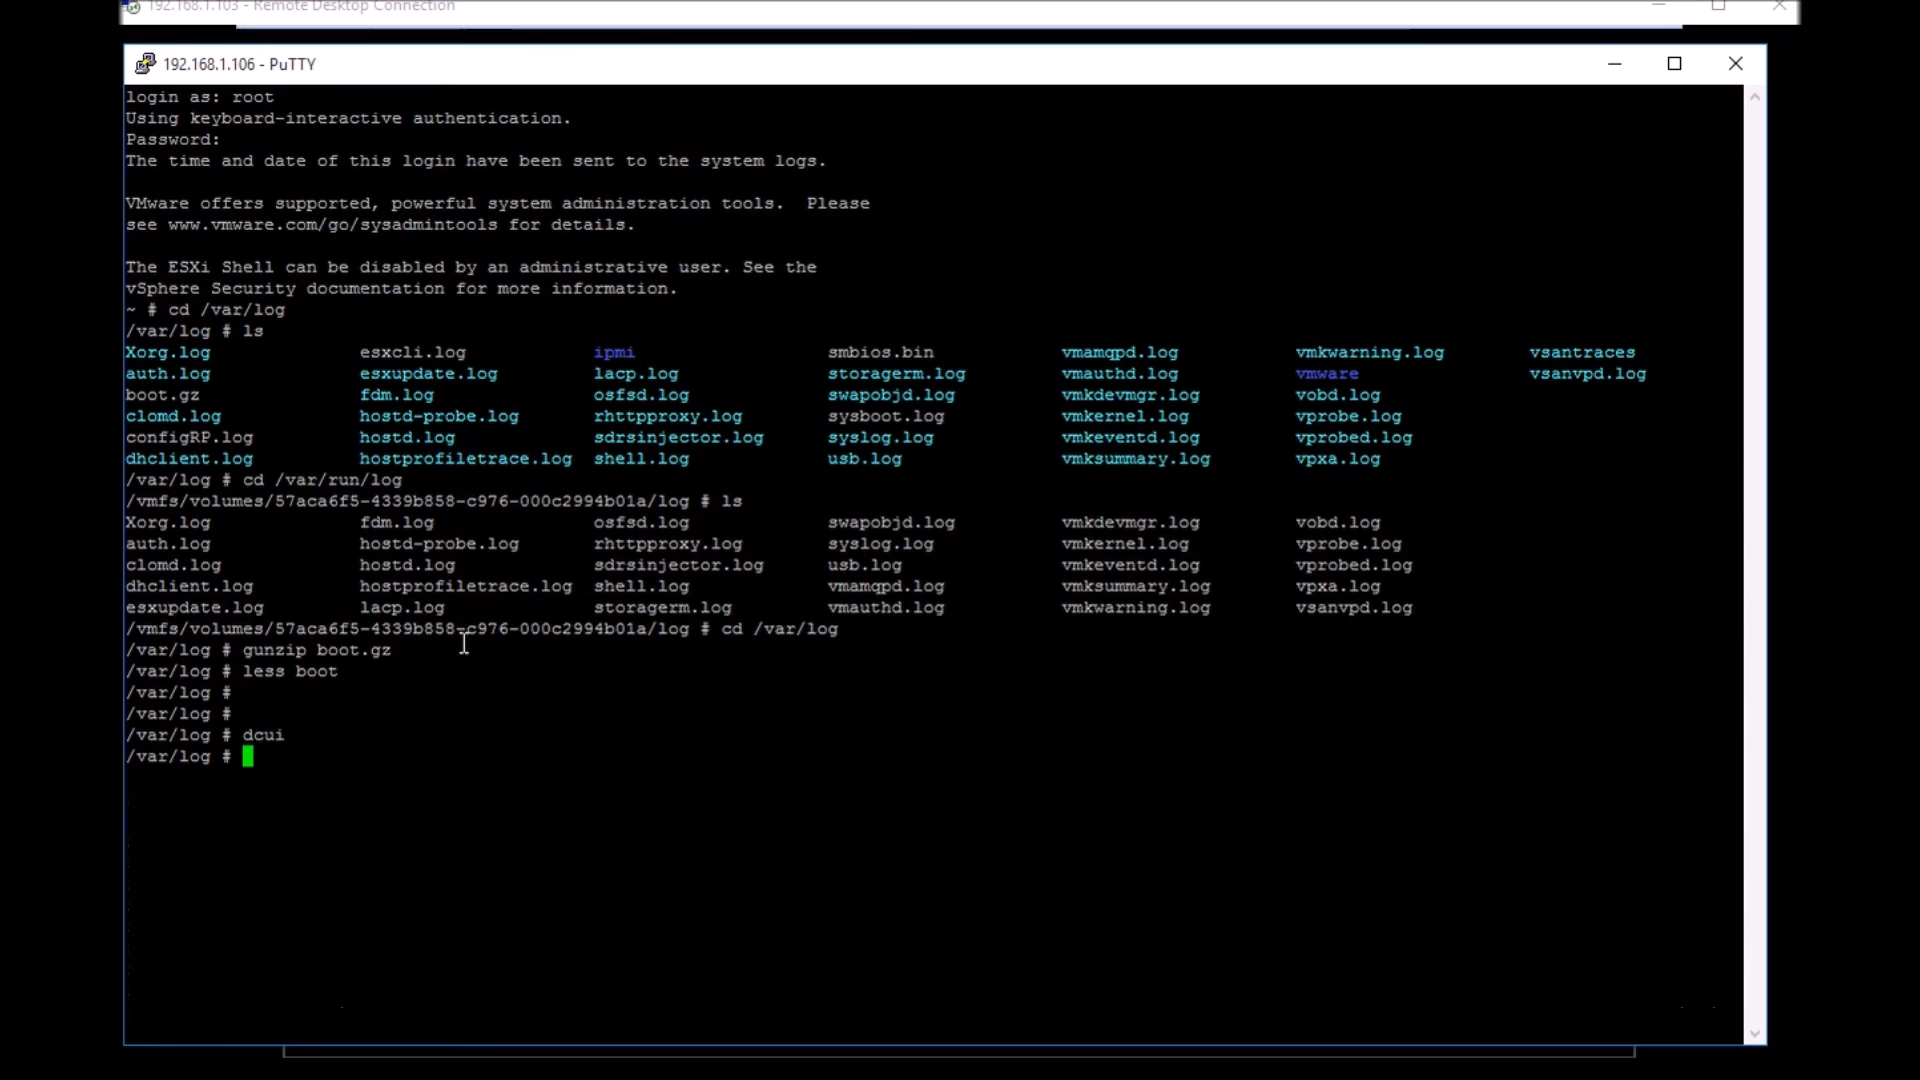 192.168.1.103 - Remote Desktop Connection
192.168.1.106 - PuTTY
login as: root
Using keyboard-interactive authentication.
Password:
The time and date of this login have been sent to the system logs.
VMware offers supported, powerful system administration tools.  Please
see www.vmware.com/go/sysadmintools for details.
The ESXi Shell can be disabled by an administrative user. See the
vSphere Security documentation for more information.
~ # cd /var/log
/var/log # ls
Xorg.log esxcli.log ipmi smbios.bin vmamqpd.log vmkwarning.log vsantraces
auth.log esxupdate.log lacp.log storagerm.log vmauthd.log vmware vsanvpd.log
boot.gz fdm.log osfsd.log swapobjd.log vmkdevmgr.log vobd.log
clomd.log hostd-probe.log rhttpproxy.log sysboot.log vmkernel.log vprobe.log
configRP.log hostd.log sdrsinjector.log syslog.log vmkeventd.log vprobed.log
dhclient.log hostprofiletrace.log shell.log usb.log vmksummary.log vpxa.log
/var/log # cd /var/run/log
/vmfs/volumes/57aca6f5-4339b858-c976-000c2994b01a/log # ls
Xorg.log fdm.log osfsd.log swapobjd.log vmkdevmgr.log vobd.log
auth.log hostd-probe.log rhttpproxy.log syslog.log vmkernel.log vprobe.log
clomd.log hostd.log sdrsinjector.log usb.log vmkeventd.log vprobed.log
dhclient.log hostprofiletrace.log shell.log vmamqpd.log vmksummary.log vpxa.log
esxupdate.log lacp.log storagerm.log vmauthd.log vmkwarning.log vsanvpd.log
/vmfs/volumes/57aca6f5-4339b858-c976-000c2994b01a/log # cd /var/log
/var/log # gunzip boot.gz
/var/log # less boot
/var/log #
/var/log #
/var/log # dcui
/var/log #